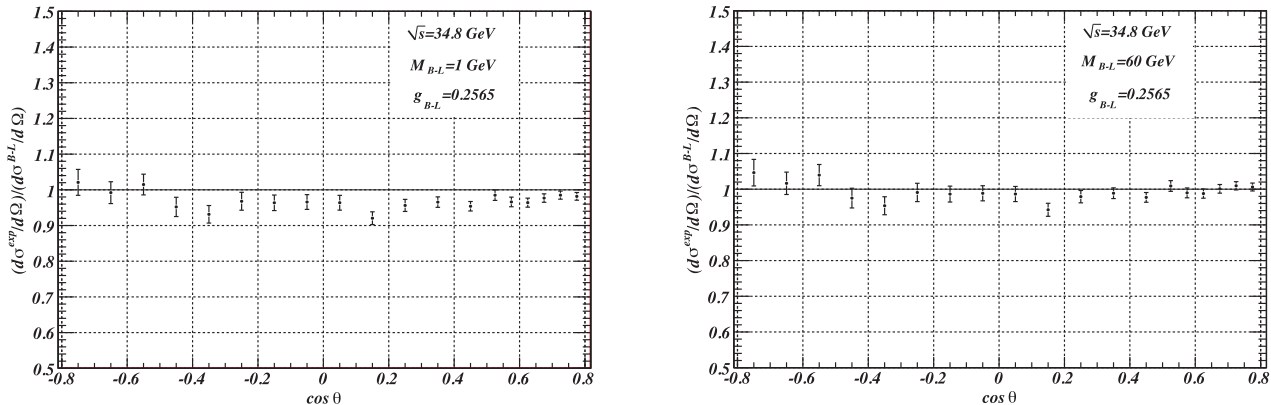 (dσ^exp/dΩ)/(dσ^B-L/dΩ)
1.5
1.4
1.3
1.2
1.1
1
0.9
0.8
0.7
0.6
0.5
√s=34.8 GeV
M_B-L=1 GeV
g_B-L=0.2565
-0.8 -0.6 -0.4 -0.2 0 0.2 0.4 0.6 0.8
cos θ
(dσ^exp/dΩ)/(dσ^B-L/dΩ)
1.5
1.4
1.3
1.2
1.1
1
0.9
0.8
0.7
0.6
0.5
√s=34.8 GeV
M_B-L=60 GeV
g_B-L=0.2565
-0.8 -0.6 -0.4 -0.2 0 0.2 0.4 0.6 0.8
cos θ